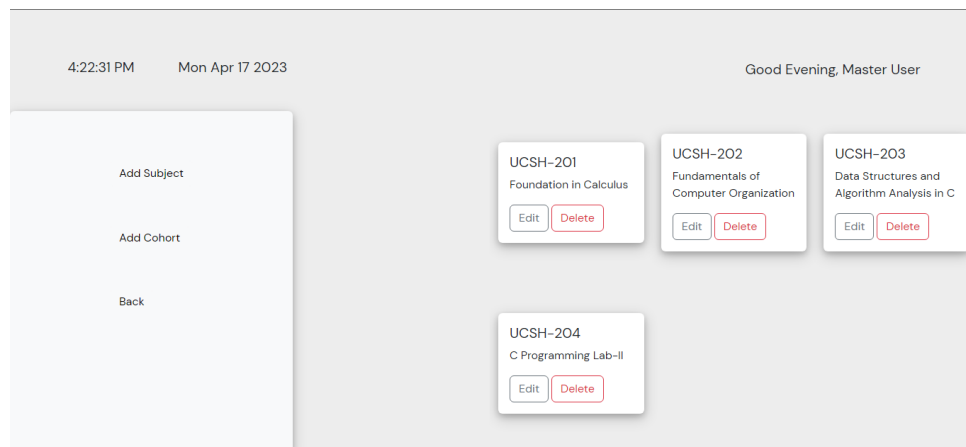 4:22:31 PM
Mon Apr 17 2023
Good Evening, Master User
Add Subject
Add Cohort
Back
UCSH-201
Foundation in Calculus
Edit
Delete
UCSH-202
Fundamentals of
Computer Organization
Edit
Delete
UCSH-203
Data Structures and
Algorithm Analysis in C
Edit
Delete
UCSH-204
C Programming Lab-II
Edit
Delete